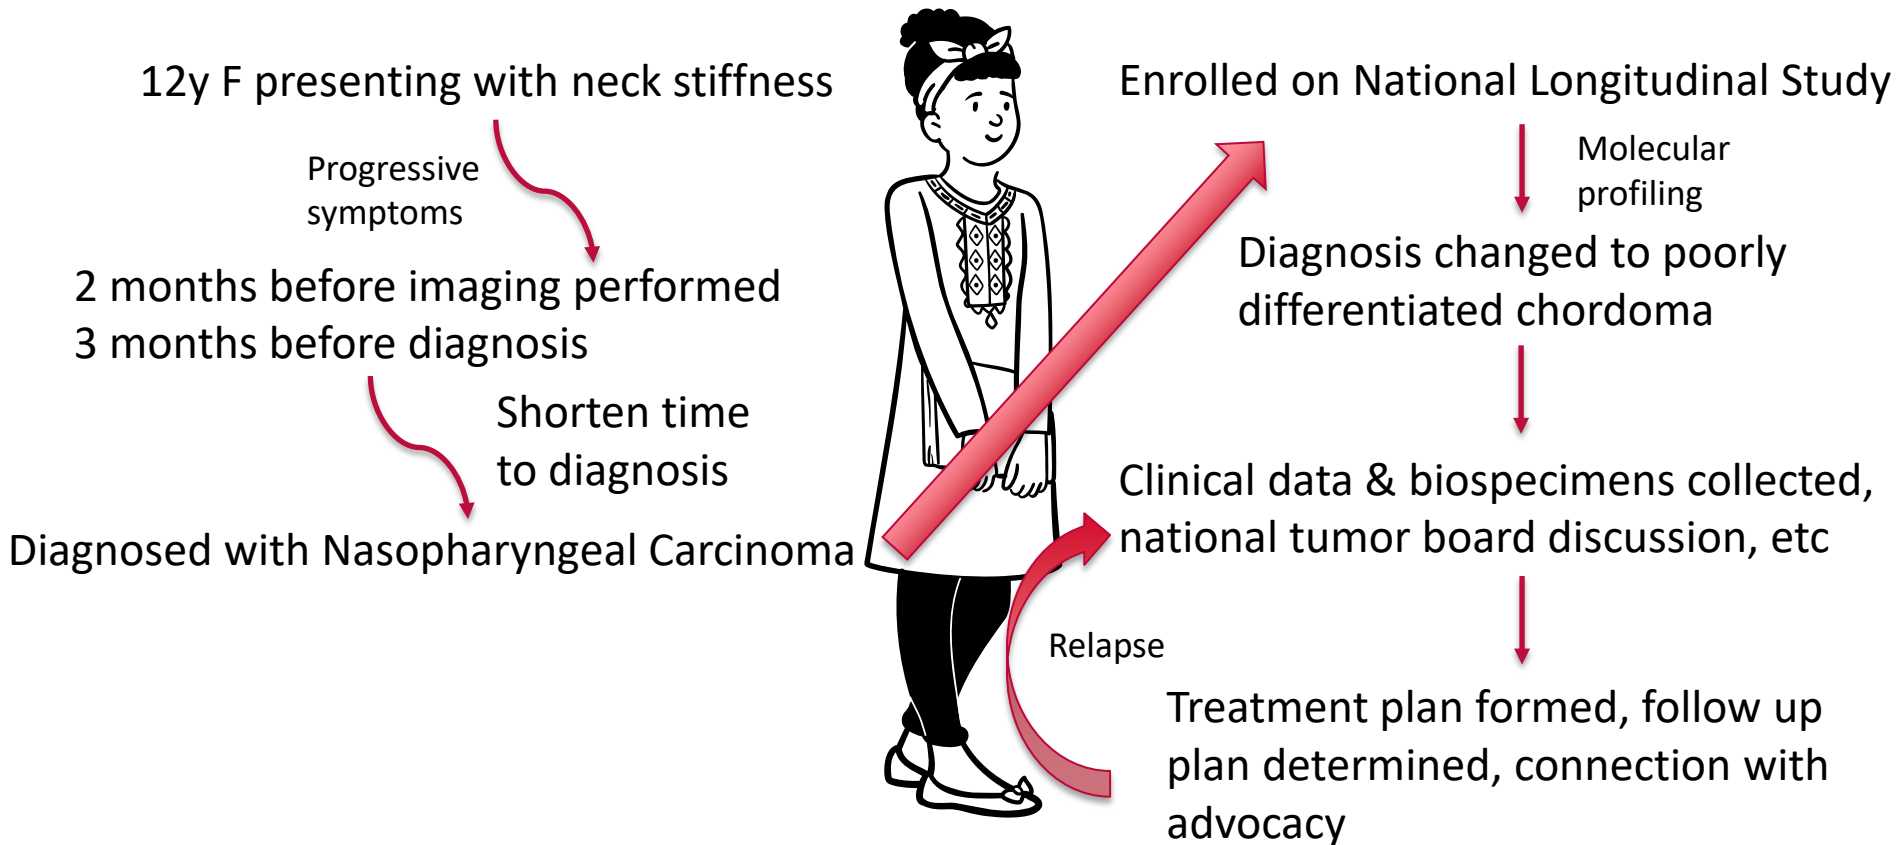 12y F presenting with neck stiffness
Progressive
symptoms
2 months before imaging performed
3 months before diagnosis
Shorten time
to diagnosis
Diagnosed with Nasopharyngeal Carcinoma
Enrolled on National Longitudinal Study
Molecular
profiling
Diagnosis changed to poorly
differentiated chordoma
Clinical data & biospecimens collected,
national tumor board discussion, etc
Relapse
Treatment plan formed, follow up
plan determined, connection with
advocacy